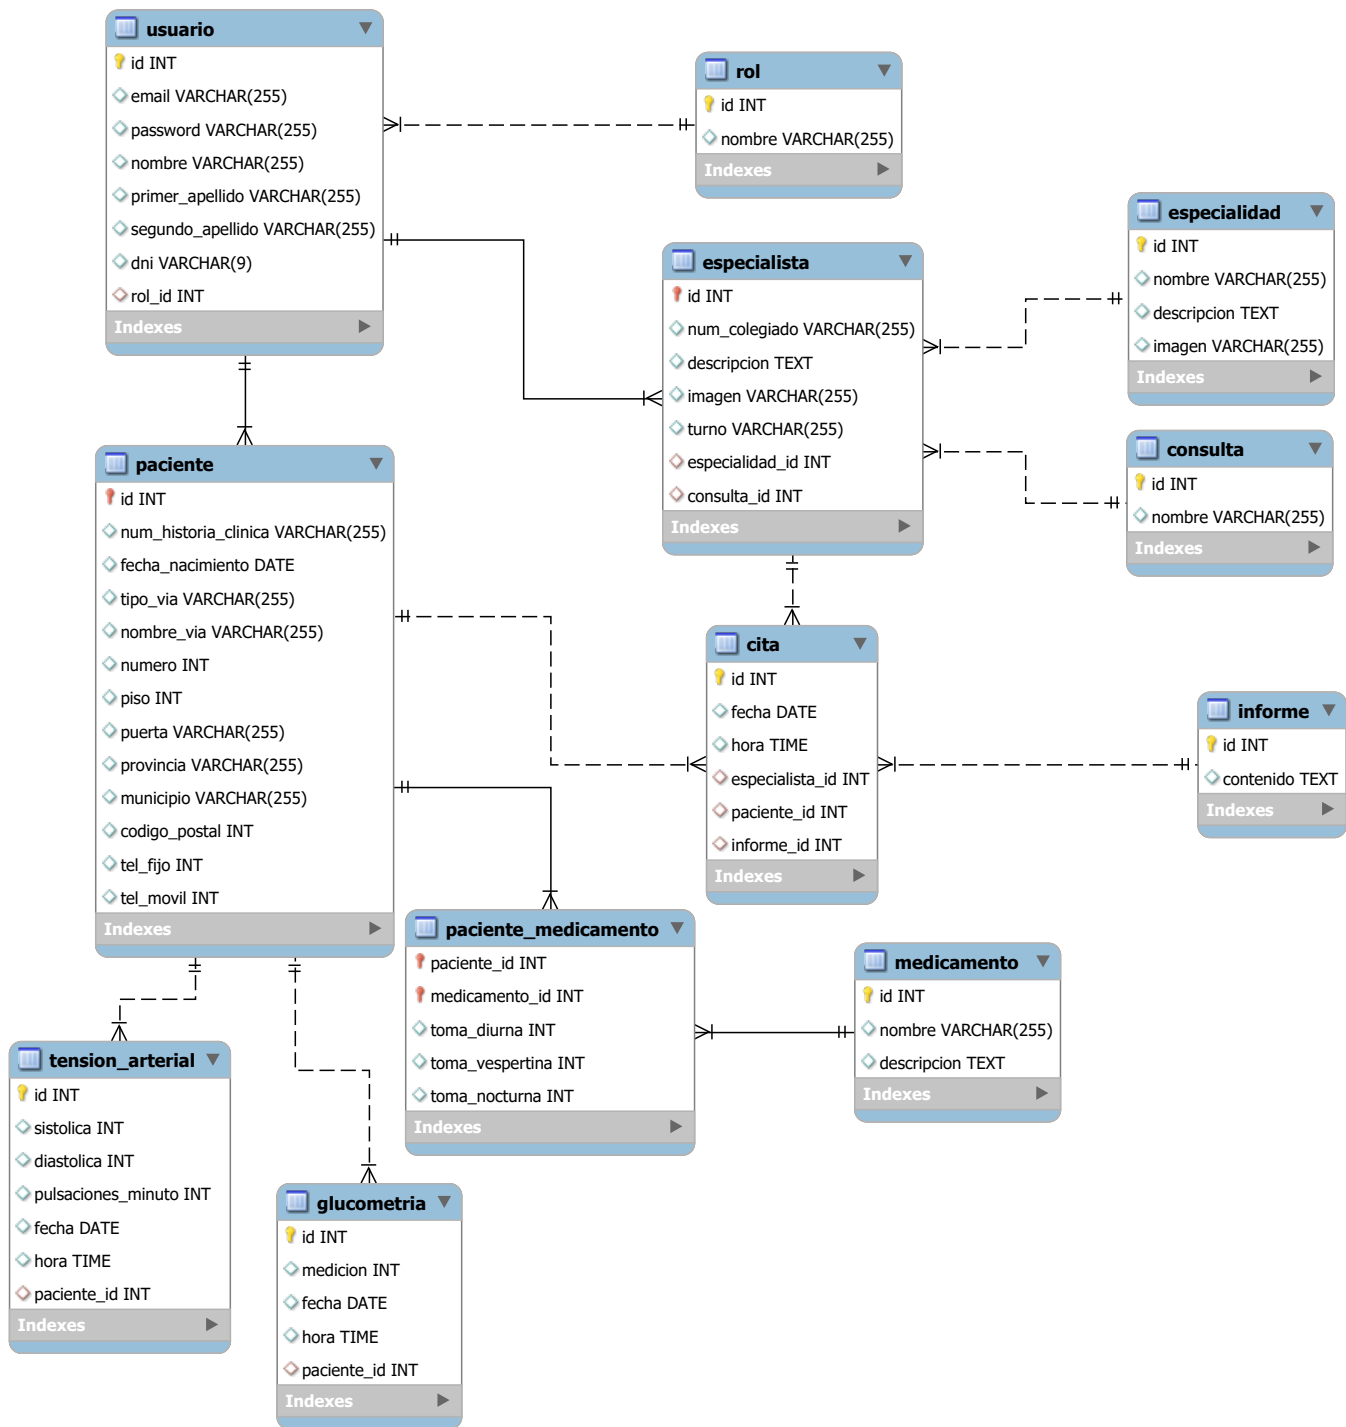 usuario
id INT
email VARCHAR(255)
password VARCHAR(255)
nombre VARCHAR(255)
primer_apellido VARCHAR(255)
segundo_apellido VARCHAR(255)
dni VARCHAR(9)
rol_id INT
Indexes
rol
id INT
nombre VARCHAR(255)
Indexes
especialidad
id INT
nombre VARCHAR(255)
descripcion TEXT
imagen VARCHAR(255)
Indexes
especialista
id INT
num_colegiado VARCHAR(255)
descripcion TEXT
imagen VARCHAR(255)
turno VARCHAR(255)
especialidad_id INT
consulta_id INT
Indexes
consulta
id INT
nombre VARCHAR(255)
Indexes
paciente
id INT
num_historia_clinica VARCHAR(255)
fecha_nacimiento DATE
tipo_via VARCHAR(255)
nombre_via VARCHAR(255)
numero INT
piso INT
puerta VARCHAR(255)
provincia VARCHAR(255)
municipio VARCHAR(255)
codigo_postal INT
tel_fijo INT
tel_movil INT
Indexes
cita
id INT
fecha DATE
hora TIME
especialista_id INT
paciente_id INT
informe_id INT
Indexes
informe
id INT
contenido TEXT
Indexes
paciente_medicamento
paciente_id INT
medicamento_id INT
toma_diurna INT
toma_vespertina INT
toma_nocturna INT
Indexes
medicamento
id INT
nombre VARCHAR(255)
descripcion TEXT
Indexes
tension_arterial
id INT
sistolica INT
diastolica INT
pulsaciones_minuto INT
fecha DATE
hora TIME
paciente_id INT
Indexes
glucometria
id INT
medicion INT
fecha DATE
hora TIME
paciente_id INT
Indexes